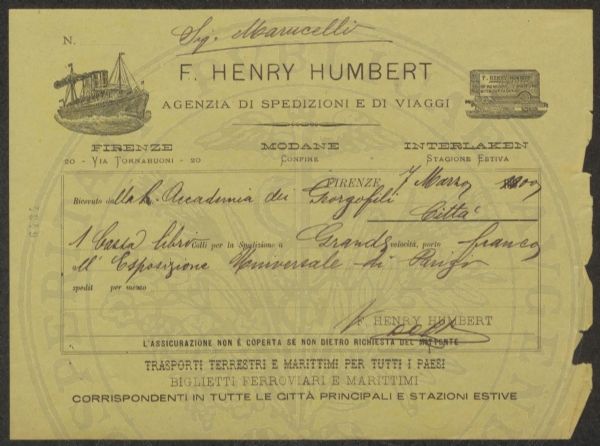 N.
Sig. Marucelli
F. HENRY HUMBERT
AGENZIA DI SPEDIZIONI E DI VIAGGI
FIRENZE MODANE INTERLAKEN
20 - VIA TORNABUONI - 20 CONFINE STAGIONE ESTIVA
FIRENZE 7 Marzo 1900
Ricevuto dalla R. Accademia dei Georgofili
Città
1 Cassa libri Colli per la Spedizione a Grande velocità, porto franco
all' Esposizione Universale di Parigi
spedit per mezzo
F. HENRY HUMBERT
L'ASSICURAZIONE NON È COPERTA SE NON DIETRO RICHIESTA DEL MITTENTE
TRASPORTI TERRESTRI E MARITTIMI PER TUTTI I PAESI
BIGLIETTI FERROVIARI E MARITTIMI
CORRISPONDENTI IN TUTTE LE CITTÀ PRINCIPALI E STAZIONI ESTIVE